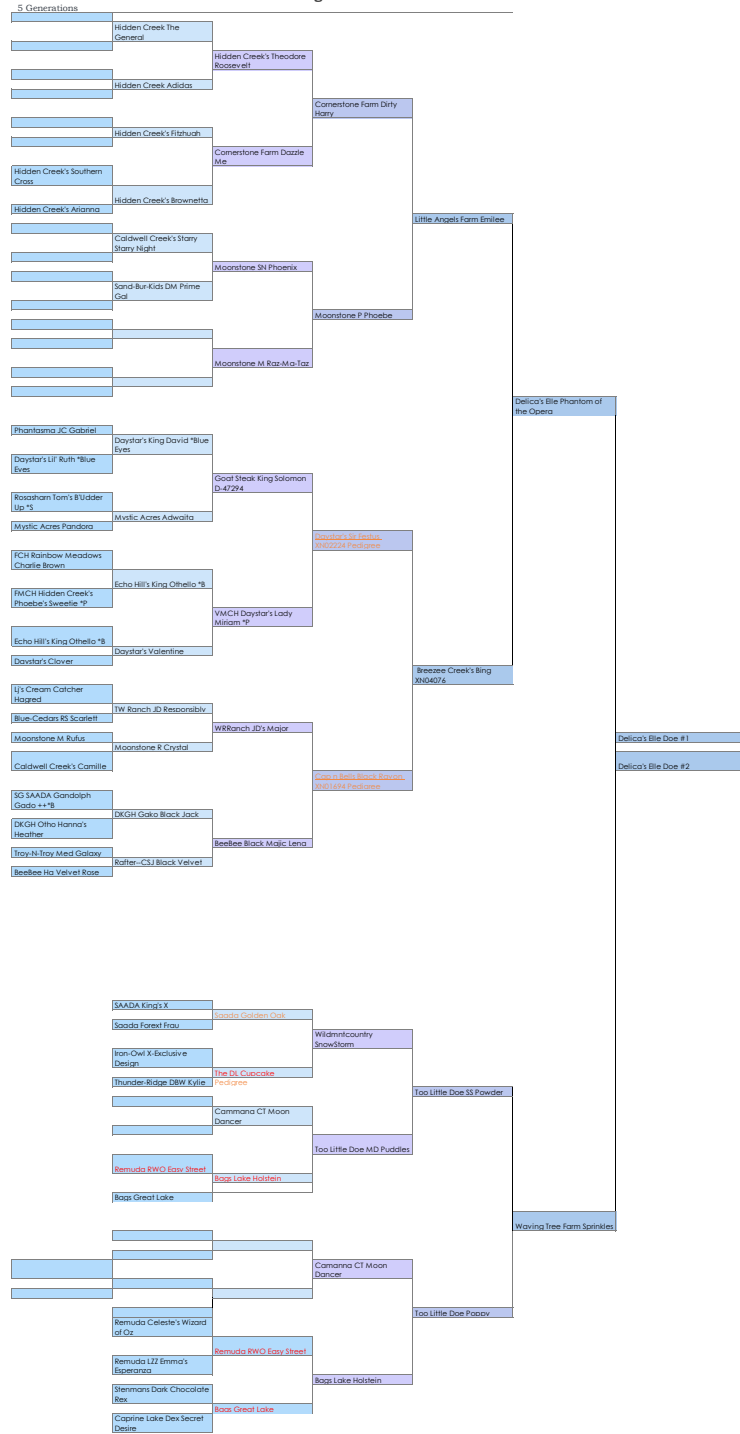 5 Generations
Hidden Creek The
General
Hidden Creek's Theodore
Roosevelt
Hidden Creek Adidas
Cornerstone Farm Dirty
Harry
Hidden Creek's Fitzhuah
Cornerstone Farm Dazzle
Me
Hidden Creek's Southern
Cross
Hidden Creek's Brownetta
Hidden Creek's Arianna
Little Angels Farm Emilee
Caldwell Creek's Starry
Starry Night
Moonstone SN Phoenix
Sand-Bur-Kids DM Prime
Gal
Moonstone P Phoebe
Moonstone M Raz-Ma-Taz
Delica's Elle Phantom of
the Opera
Phantasma JC Gabriel
Daystar's King David *Blue
Eyes
Daystar's Lil' Ruth *Blue
Eyes
Goat Steak King Solomon
D-47294
Rosasharn Tom's B'Udder
Up *S
Mystic Acres Adwaita
Mystic Acres Pandora
Daystar's Sir Festus
XN02224 Pedigree
FCH Rainbow Meadows
Charlie Brown
Echo Hill's King Othello *B
FMCH Hidden Creek's
Phoebe's Sweetie *P
VMCH Daystar's Lady
Miriam *P
Echo Hill's King Othello *B
Daystar's Valentine
Daystar's Clover
Breezee Creek's Bing
XN04076
Lj's Cream Catcher
Hagred
TW Ranch JD Responsibly
Blue-Cedars RS Scarlett
WRRanch JD's Major
Moonstone M Rufus
Moonstone R Crystal
Caldwell Creek's Camille
Delica's Elle Doe #1
Delica's Elle Doe #2
Cap n Bells Black Raven
XN01694 Pedigree
SG SAADA Gandolph
Gado ++*B
DKGH Gako Black Jack
DKGH Otho Hanna's
Heather
BeeBee Black Majic Lena
Troy-N-Troy Med Galaxy
Rafter--CSJ Black Velvet
BeeBee Ha Velvet Rose
SAADA King's X
Saada Golden Oak
Saada Forext Frau
Wildmntcountry
SnowStorm
Iron-Owl X-Exclusive
Design
The DL Cupcake
Pedigree
Thunder-Ridge DBW Kylie
Too Little Doe SS Powder
Cammana CT Moon
Dancer
Too Little Doe MD Puddles
Remuda RWO Easy Street
Bags Lake Holstein
Bags Great Lake
Waving Tree Farm Sprinkles
Camanna CT Moon
Dancer
Too Little Doe Poppy
Remuda Celeste's Wizard
of Oz
Remuda RWO Easy Street
Remuda LZZ Emma's
Esperanza
Bags Lake Holstein
Stenmans Dark Chocolate
Rex
Bags Great Lake
Caprine Lake Dex Secret
Desire